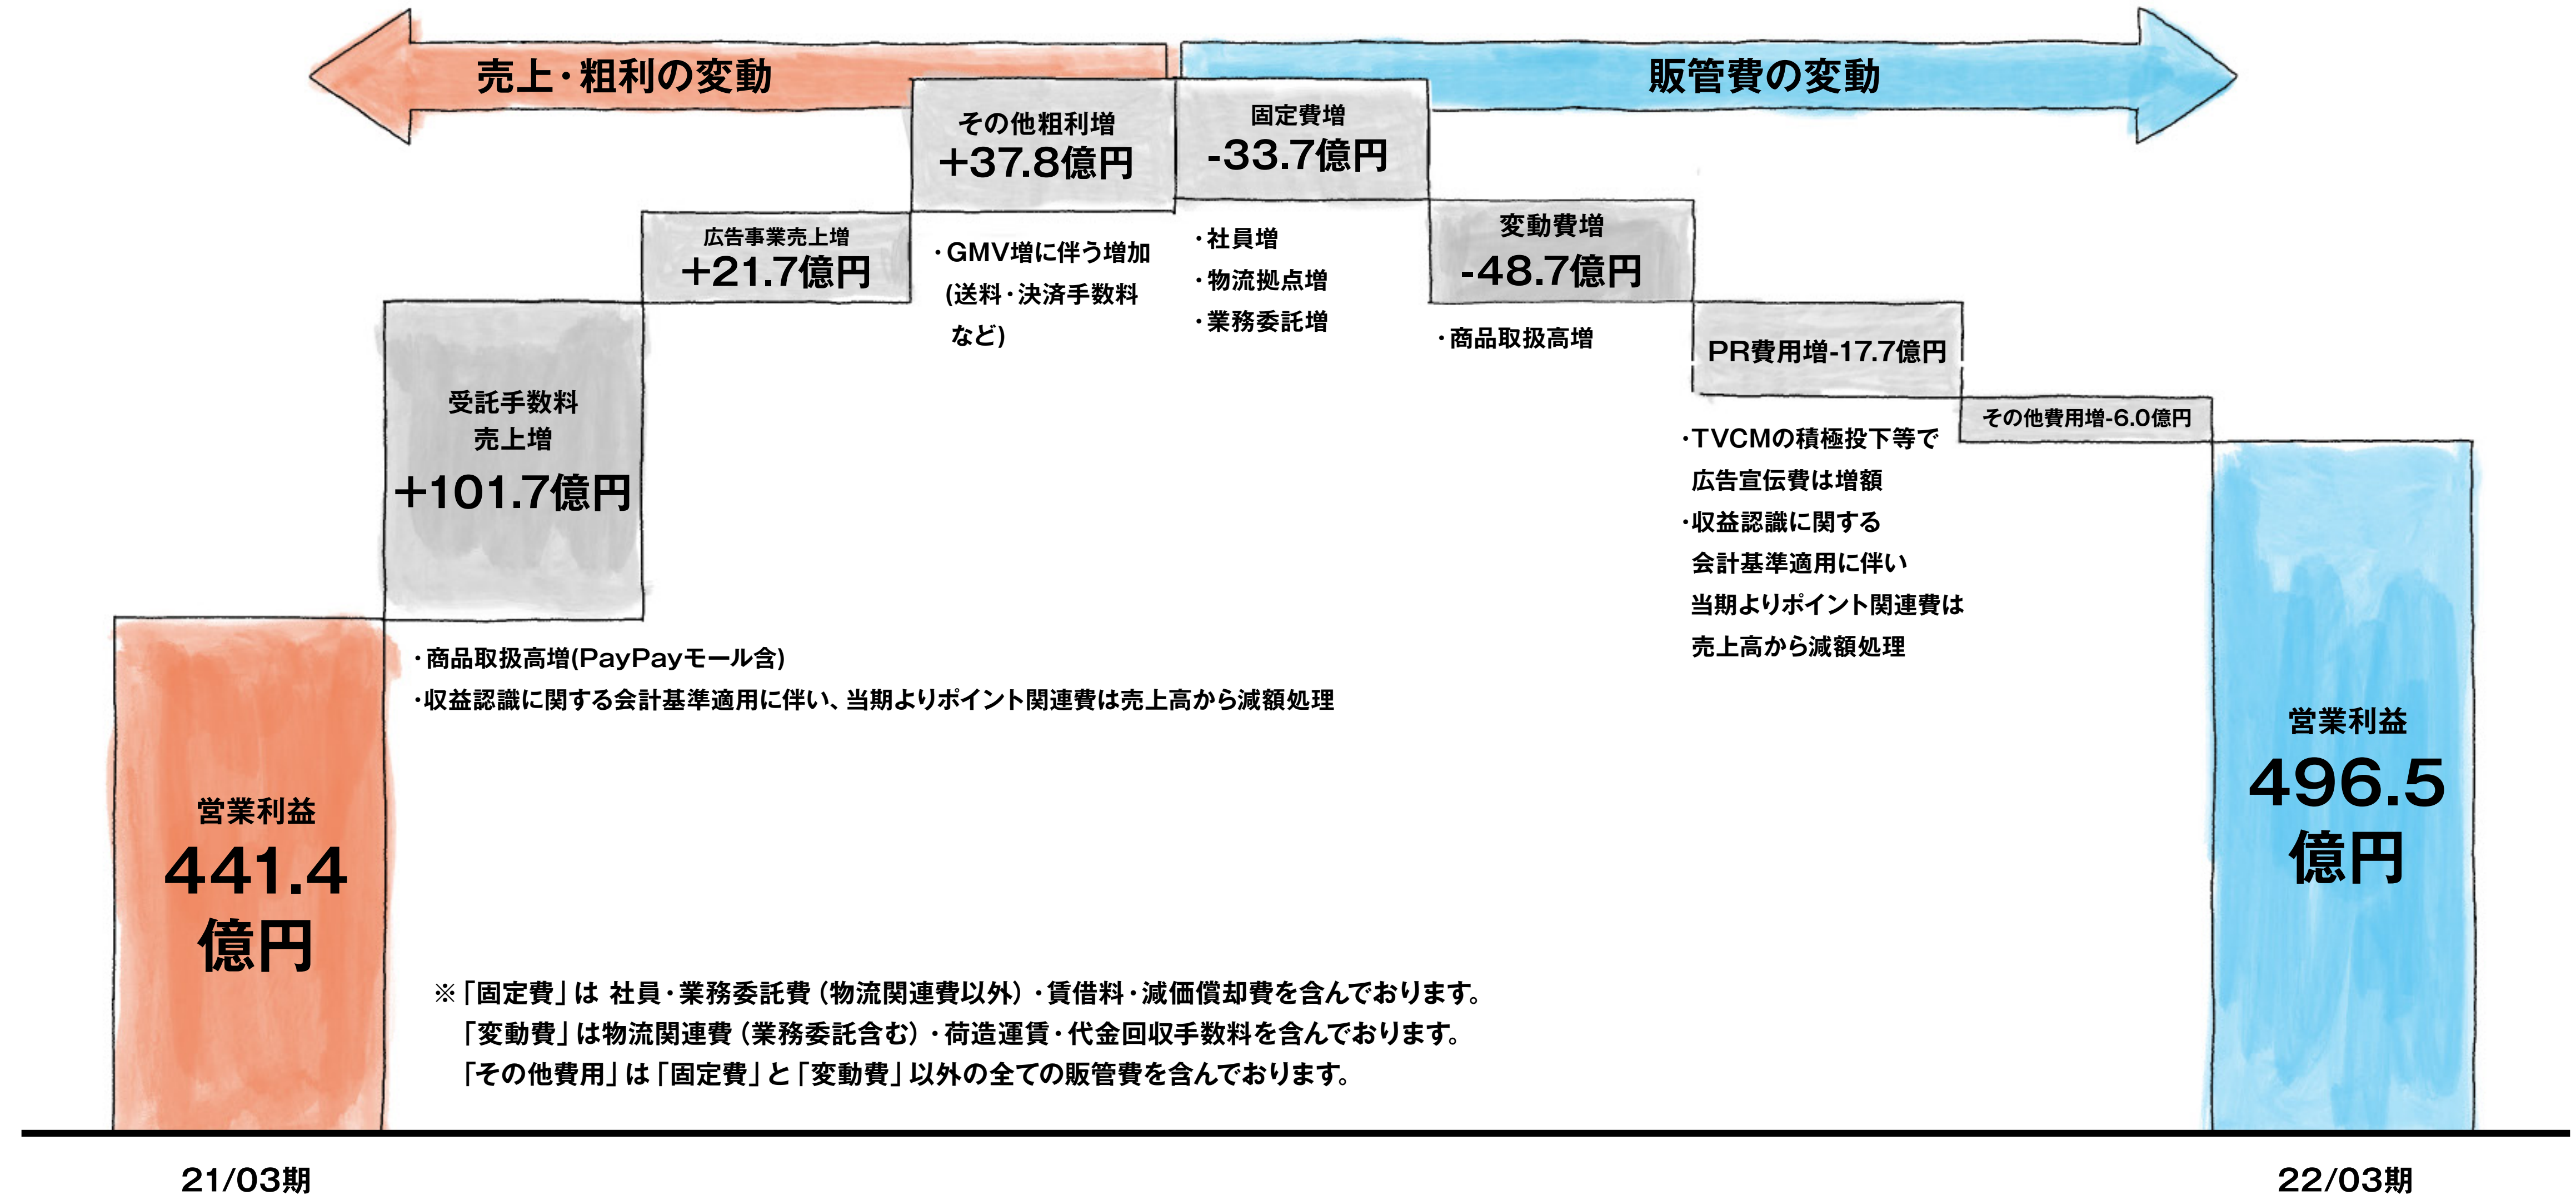 売上・粗利の変動
販管費の変動
その他粗利増
+37.8億円
固定費増
-33.7億円
広告事業売上増
+21.7億円
・GMV増に伴う増加
(送料・決済手数料
など)
・社員増
・物流拠点増
・業務委託増
変動費増
-48.7億円
・商品取扱高増
PR費用増-17.7億円
その他費用増-6.0億円
・TVCMの積極投下等で
広告宣伝費は増額
・収益認識に関する
会計基準適用に伴い
当期よりポイント関連費は
売上高から減額処理
受託手数料
売上増
+101.7億円
・商品取扱高増(PayPayモール含)
・収益認識に関する会計基準適用に伴い、当期よりポイント関連費は売上高から減額処理
営業利益
441.4
億円
営業利益
496.5
億円
※「固定費」は 社員・業務委託費（物流関連費以外）・賃借料・減価償却費を含んでおります。
「変動費」は物流関連費（業務委託含む）・荷造運賃・代金回収手数料を含んでおります。
「その他費用」は「固定費」と「変動費」以外の全ての販管費を含んでおります。
21/03期
22/03期